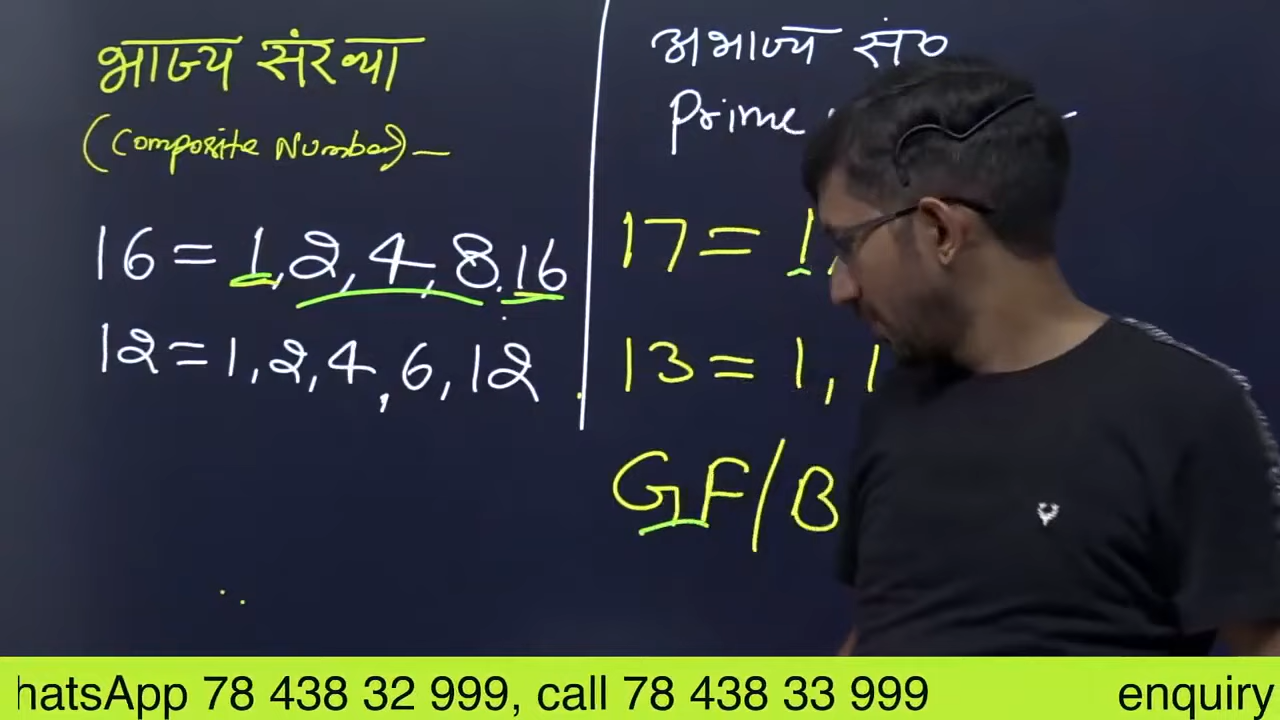 भाज्य संख्या
(Composite Number) –
16 = 1, 2, 4, 8, 16
12 = 1, 2, 4, 6, 12
अभाज्य सं०
Prime
17 = 1,
13 = 1, 1
GF/B
hatsApp 78 438 32 999, call 78 438 33 999 enquiry